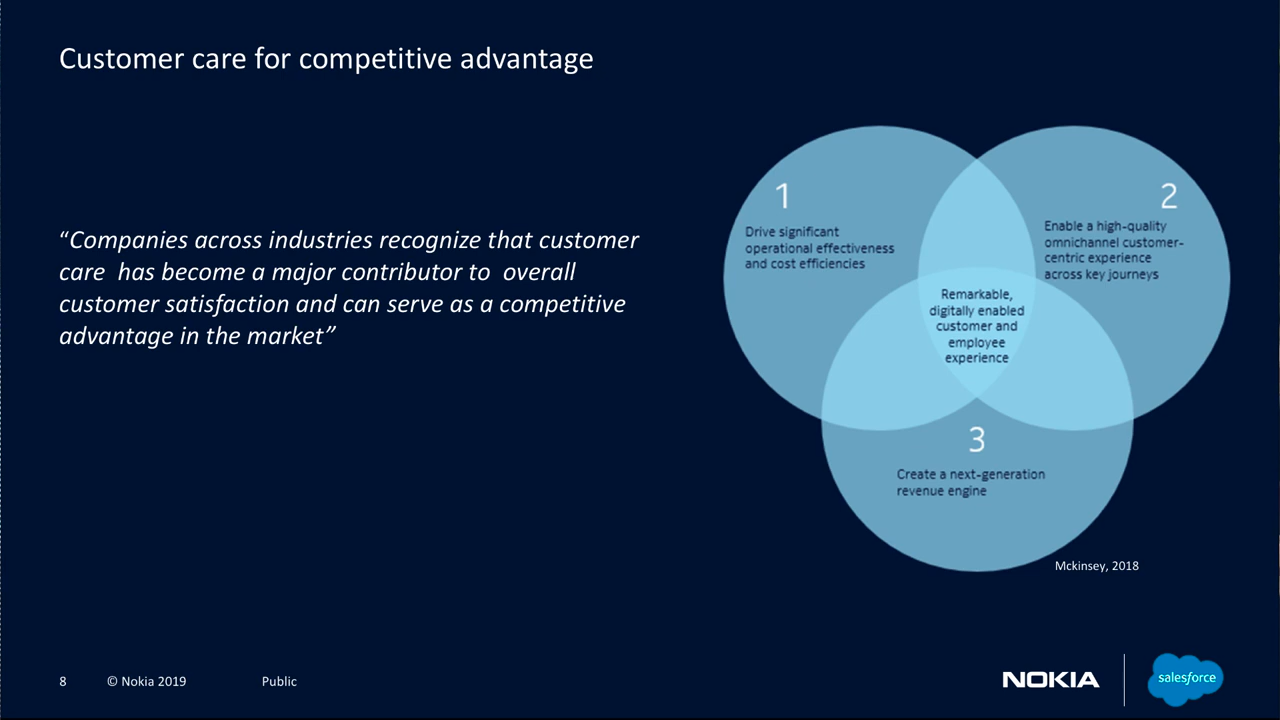 Customer care for competitive advantage
“Companies across industries recognize that customer
care  has become a major contributor to  overall
customer satisfaction and can serve as a competitive
advantage in the market”
1
Drive significant
operational effectiveness
and cost efficiencies
2
Enable a high-quality
omnichannel customer-
centric experience
across key journeys
Remarkable,
digitally enabled
customer and
employee
experience
3
Create a next-generation
revenue engine
Mckinsey, 2018
8 © Nokia 2019 Public
NOKIA
salesforce